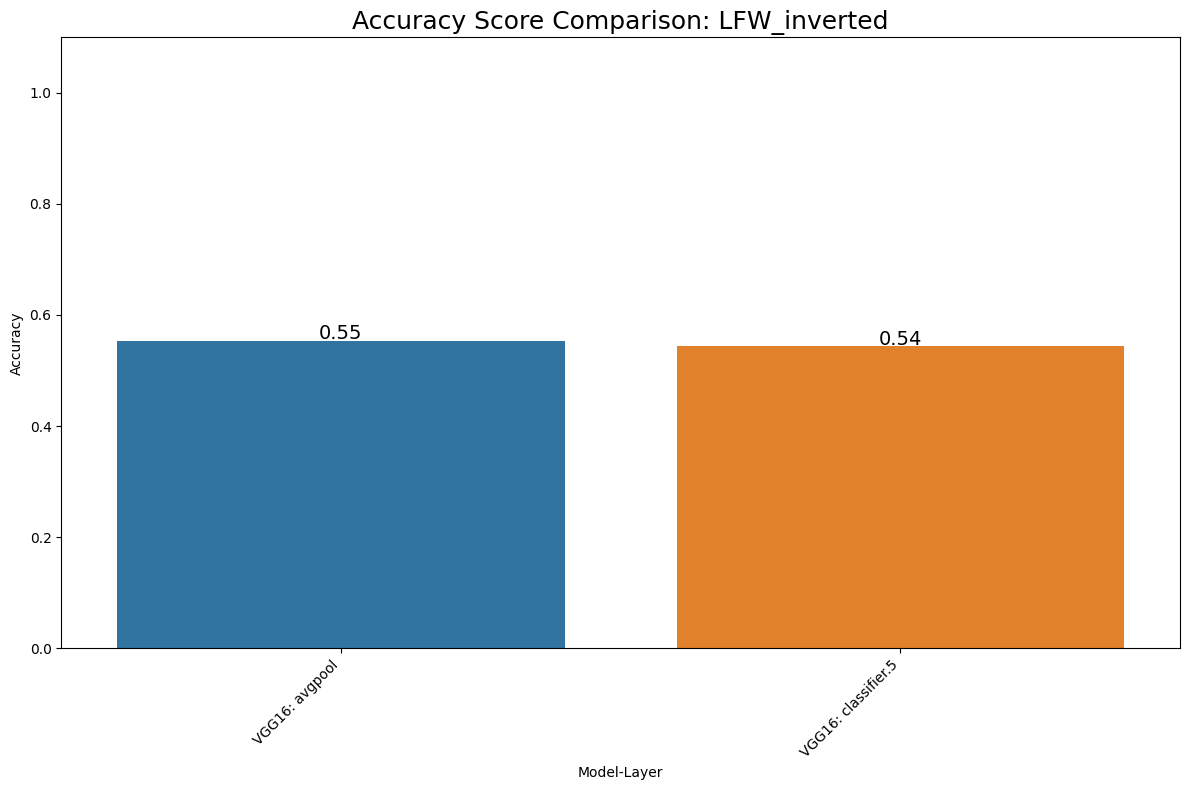 Accuracy Score Comparison: LFW_inverted
1.0
0.8
0.6
0.4
0.2
0.0
Accuracy
0.55
0.54
VGG16: avgpool
VGG16: classifier.5
Model-Layer